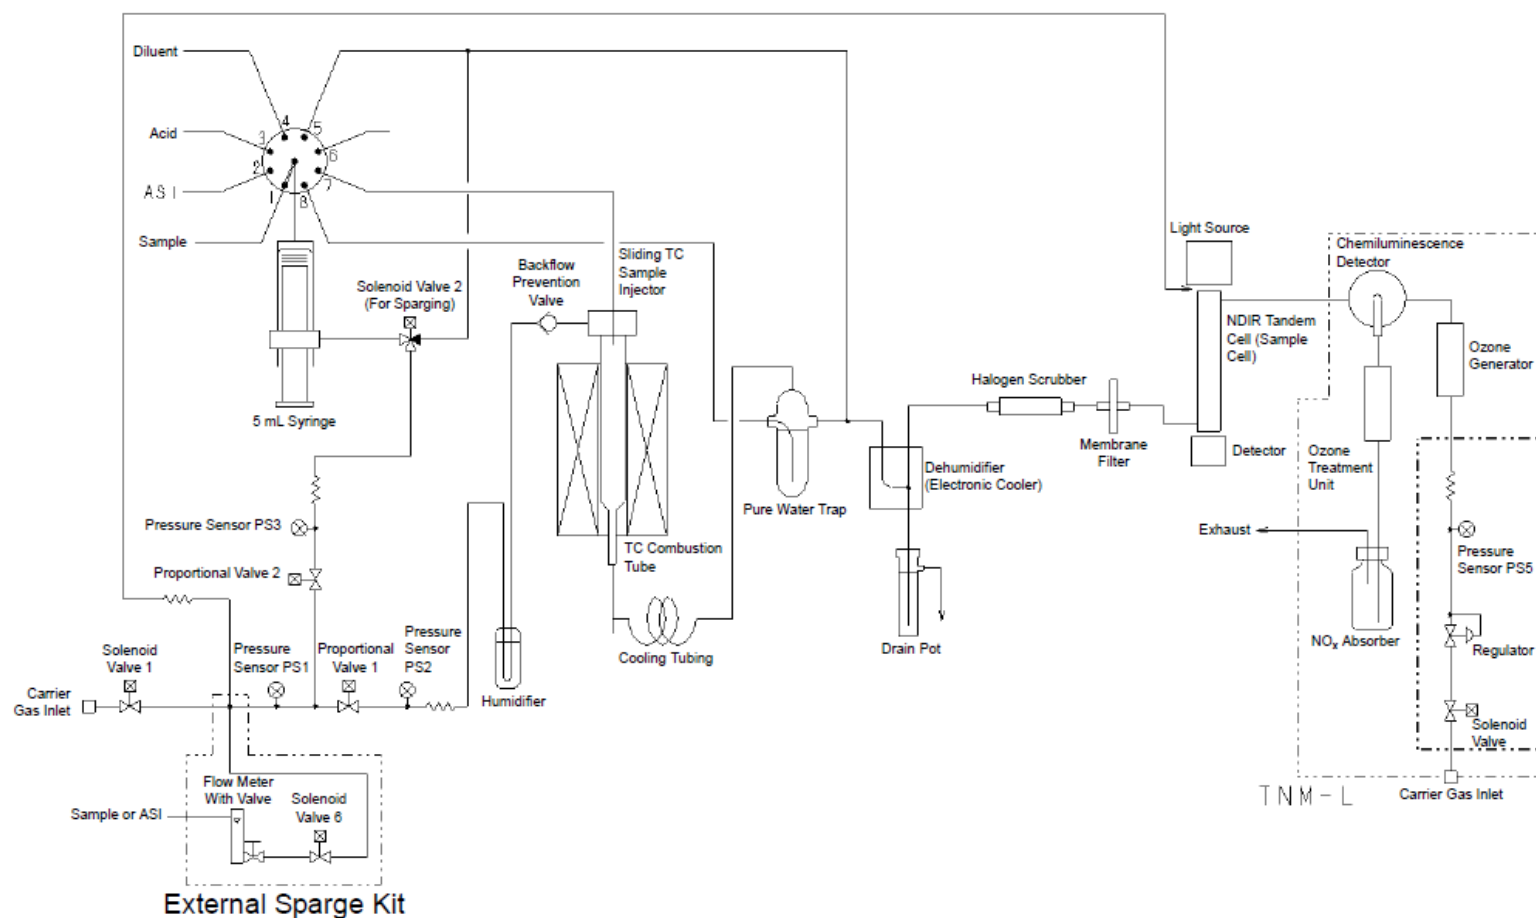 Diluent
Acid
ASI
Sample
1
2
3
4
5
6
7
8
5 mL Syringe
Solenoid Valve 2
(For Sparging)
Backflow
Prevention
Valve
Sliding TC
Sample
Injector
TC Combustion
Tube
Cooling Tubing
Pressure Sensor PS3
Proportional Valve 2
Solenoid
Valve 1
Pressure
Sensor PS1
Proportional
Valve 1
Pressure
Sensor
PS2
Carrier
Gas Inlet
Humidifier
Flow Meter
With Valve
Solenoid
Valve 6
Sample or ASI
External Sparge Kit
Pure Water Trap
Dehumidifier
(Electronic Cooler)
Drain Pot
Halogen Scrubber
Membrane
Filter
Light Source
NDIR Tandem
Cell (Sample
Cell)
Detector
Chemiluminescence
Detector
Ozone
Generator
Ozone
Treatment
Unit
Exhaust
NOx Absorber
Pressure
Sensor PS5
Regulator
Solenoid
Valve
Carrier Gas Inlet
TNM-L